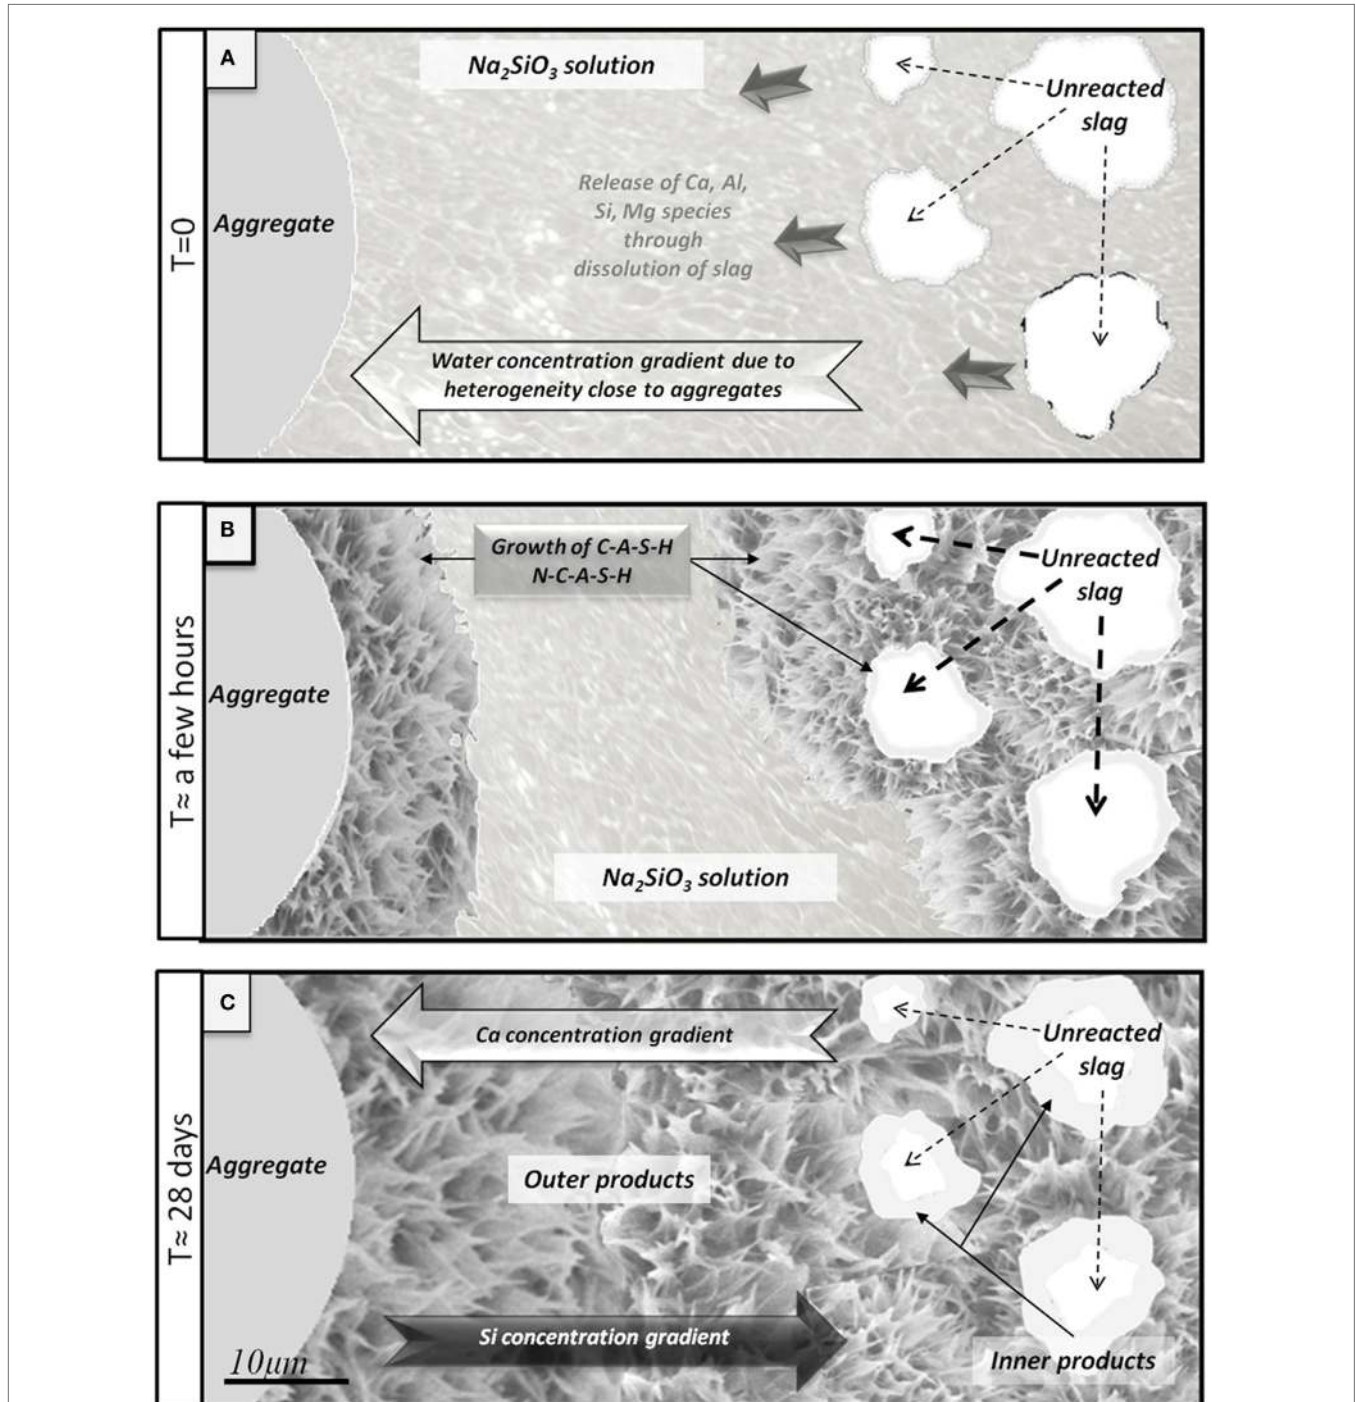 T=0
A
Na₂SiO₃ solution
Unreacted
slag
Release of Ca, Al,
Si, Mg species
through
dissolution of slag
Aggregate
Water concentration gradient due to
heterogeneity close to aggregates
T≈ a few hours
B
Growth of C-A-S-H
N-C-A-S-H
Unreacted
slag
Aggregate
Na₂SiO₃ solution
T≈ 28 days
C
Ca concentration gradient
Unreacted
slag
Aggregate
Outer products
Si concentration gradient
Inner products
10μm